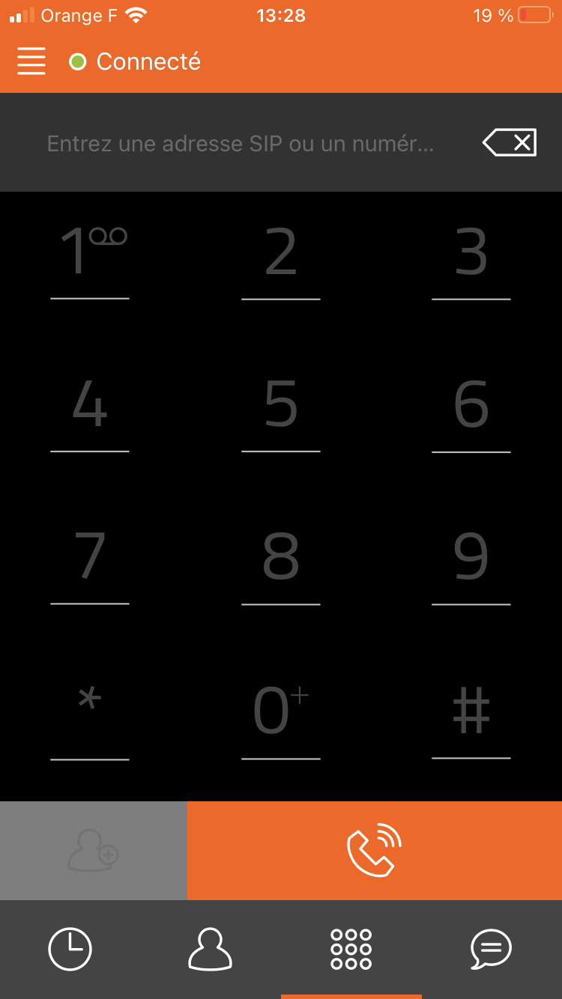 Orange F 13:28 19 %
Connecté
Entrez une adresse SIP ou un numér...
1 2 3
4 5 6
7 8 9
* 0+ #